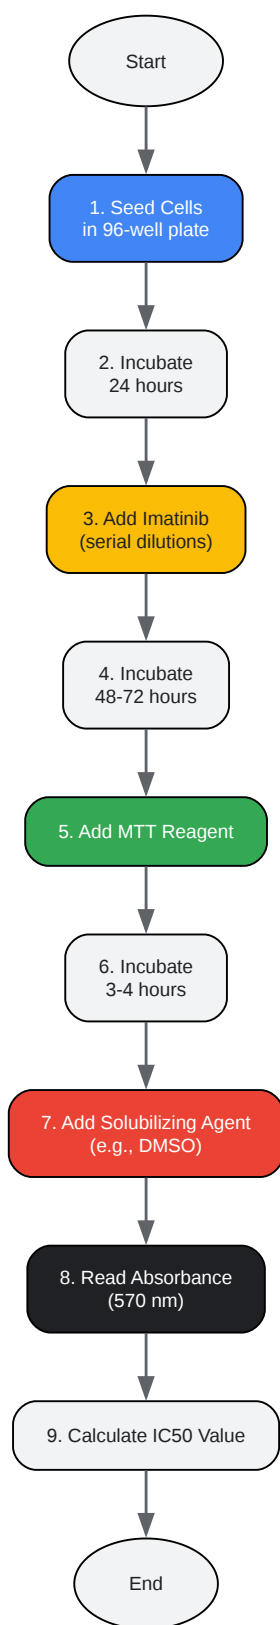 Start
1. Seed Cells
in 96-well plate
2. Incubate
24 hours
3. Add Imatinib
(serial dilutions)
4. Incubate
48-72 hours
5. Add MTT Reagent
6. Incubate
3-4 hours
7. Add Solubilizing Agent
(e.g., DMSO)
8. Read Absorbance
(570 nm)
9. Calculate IC50 Value
End